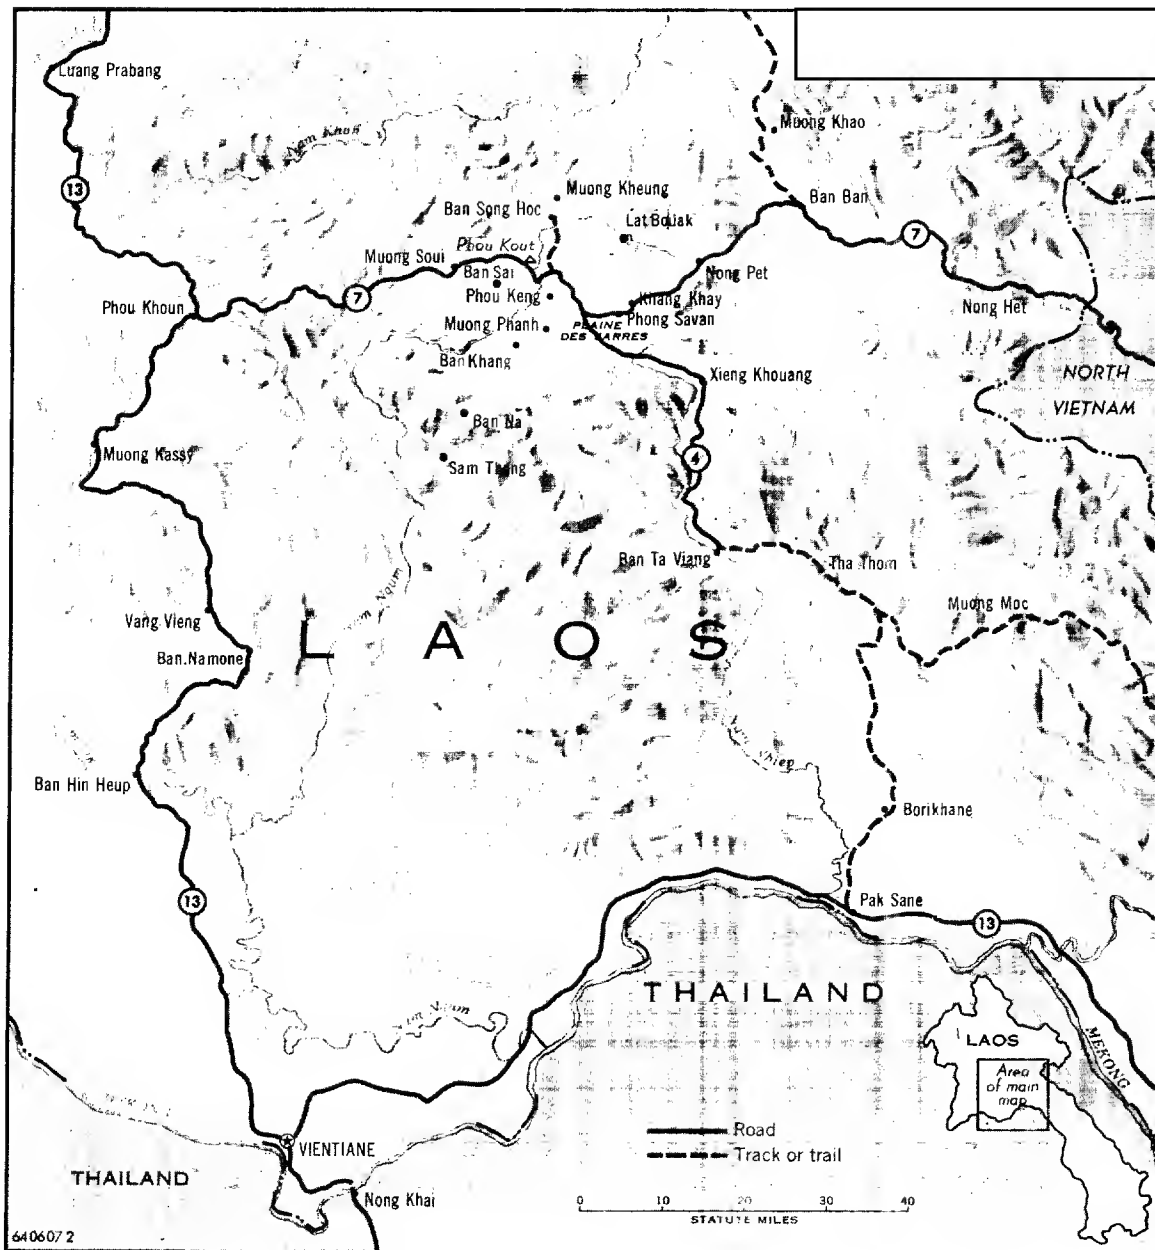 Luang Prabang
Nam Khan
Muong Khao
13
Muong Kheung
Ban Ban
Ban Song Hoc
Lat Bouak
7
Phou Kout
Muong Soui
Ban Sai
Nong Pet
Phou Khoun
7
Phou Keng
Khang Khay
Nong Het
Muong Phanh
Phong Savan
PLAINE
DES JARRES
Ban Khang
Xieng Khouang
NORTH
VIETNAM
Ban Na
Muong Kassy
Sam Thong
4
Ban Ta Viang
Tha Thom
Muong Moc
Vang Vieng
LAOS
Ban Namone
Ban Hin Heup
Borikhane
13
Pak Sane
13
THAILAND
LAOS
MEKONG
Area
of main
map
Road
VIENTIANE
Track or trail
THAILAND
Nong Khai
0 10 20 30 40
STATUTE MILES
640607 2